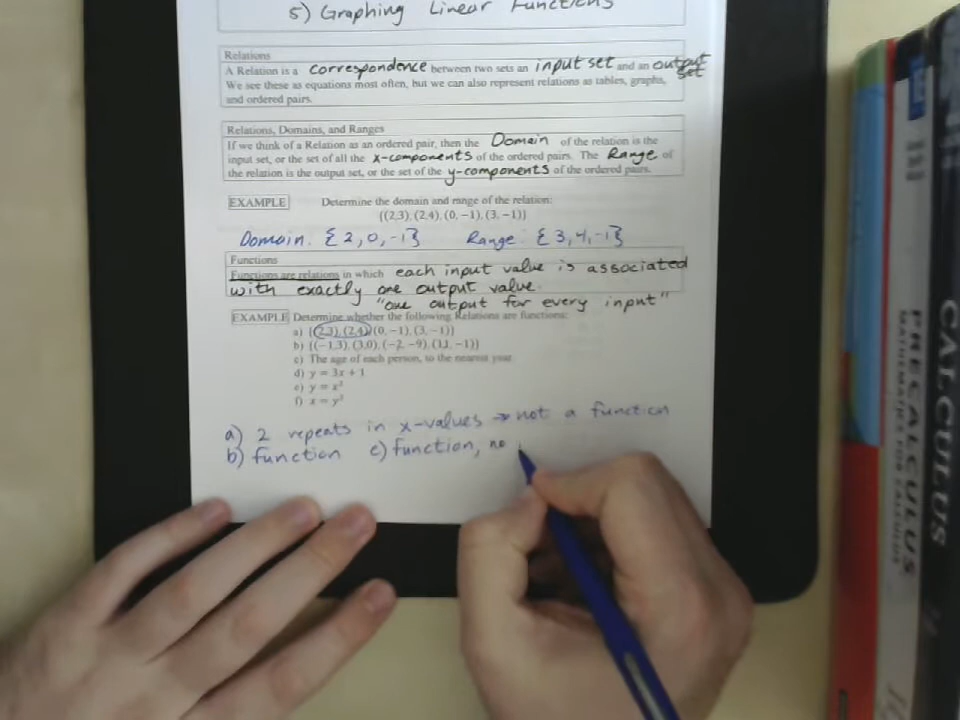 5) Graphing Linear Functions
Relations
A Relation is a correspondence between two sets an input set and an output set
We see these as equations most often, but we can also represent relations as tables, graphs,
and ordered pairs.
Relations, Domains, and Ranges
If we think of a Relation as an ordered pair, then the Domain of the relation is the
input set, or the set of all the x-components of the ordered pairs. The Range of
the relation is the output set, or the set of the y-components of the ordered pairs.
EXAMPLE Determine the domain and range of the relation:
{(2,3), (2,4), (0, −1), (3, −1)}
Domain: {2, 0, -1} Range: {3, 4, -1}
Functions
Functions are relations in which each input value is associated
with exactly one output value.
"one output for every input"
EXAMPLE Determine whether the following Relations are functions:
a) {(2,3), (2,4), (0, −1), (3, −1)}
b) {(−1,3), (3,0), (−2, −9), (11, −1)}
c) The age of each person, to the nearest year
d) y = 3x + 1
e) y = x²
f) x = y²
a) 2 repeats in x-values → not a function
b) function c) function, no
PRECALCULUS
MATHEMATICS FOR CALCULUS
CALCULUS